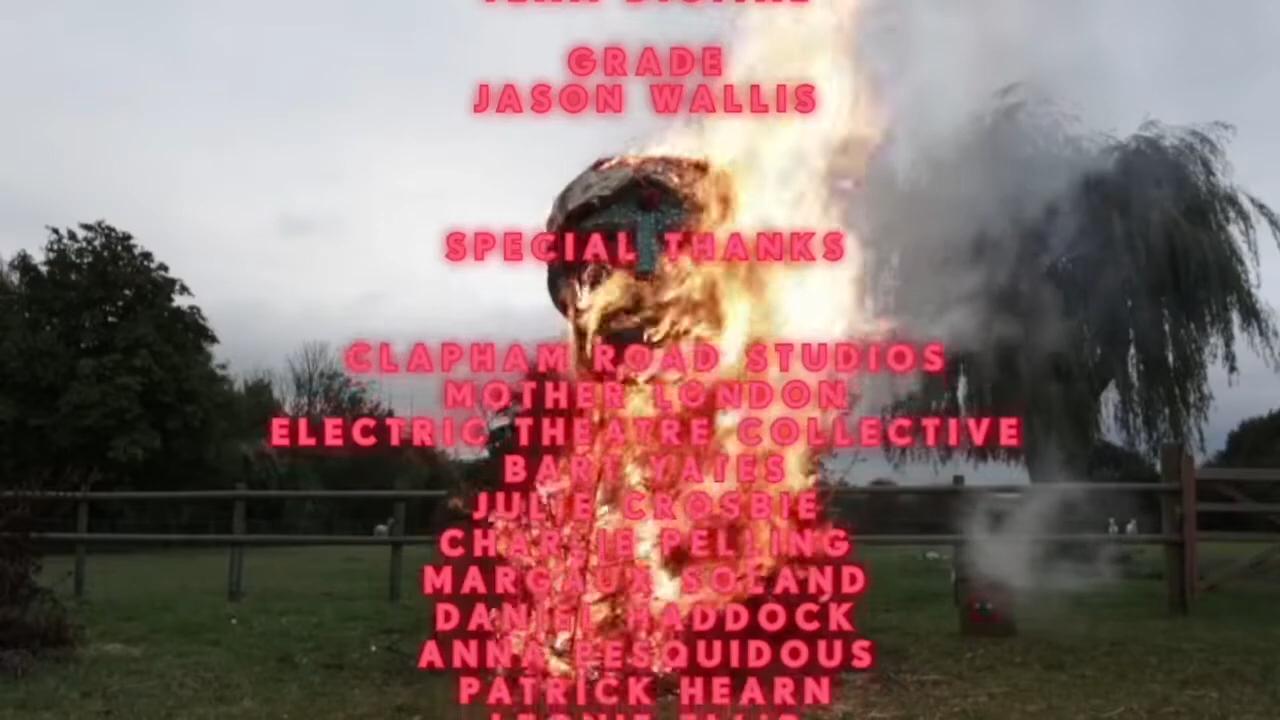 GRADE
JASON WALLIS
SPECIAL THANKS
CLAPHAM ROAD STUDIOS
MOTHER LONDON
ELECTRIC THEATRE COLLECTIVE
BART YATES
JULIE CROSBIE
CHARLIE PELLING
MARGAUX SOLAND
DANIEL HADDOCK
ANNA PESQUIDOUS
PATRICK HEARN